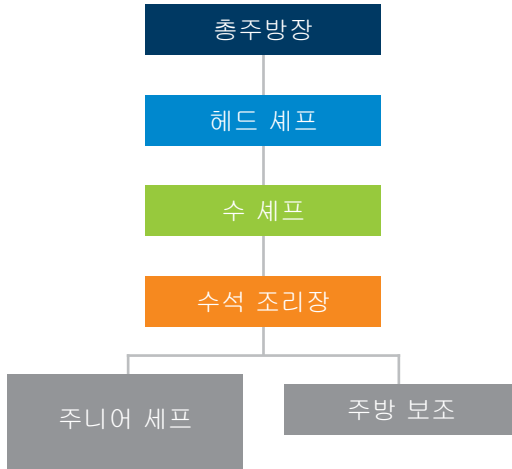 총주방장
헤드 셰프
수 셰프
수석 조리장
주니어 세프
주방 보조